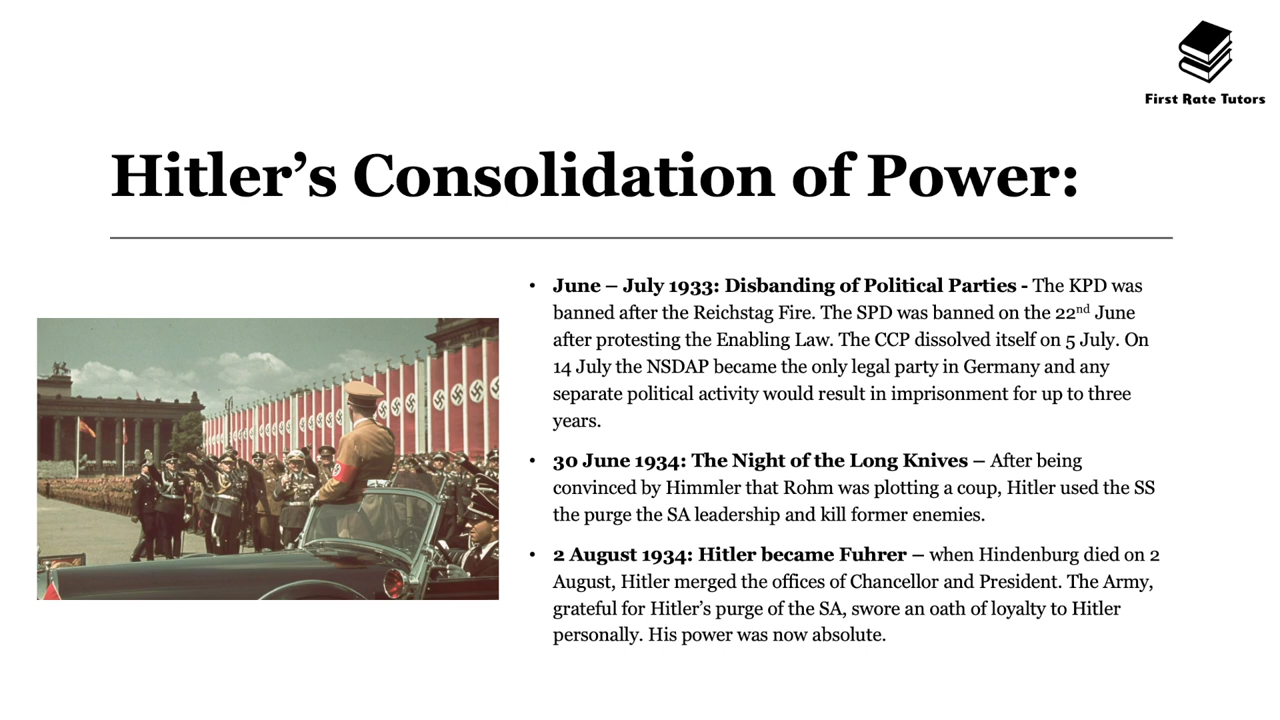 First Rate Tutors
Hitler’s Consolidation of Power:
• June – July 1933: Disbanding of Political Parties - The KPD was
banned after the Reichstag Fire. The SPD was banned on the 22nd June
after protesting the Enabling Law. The CCP dissolved itself on 5 July. On
14 July the NSDAP became the only legal party in Germany and any
separate political activity would result in imprisonment for up to three
years.
• 30 June 1934: The Night of the Long Knives – After being
convinced by Himmler that Rohm was plotting a coup, Hitler used the SS
the purge the SA leadership and kill former enemies.
• 2 August 1934: Hitler became Fuhrer – when Hindenburg died on 2
August, Hitler merged the offices of Chancellor and President. The Army,
grateful for Hitler’s purge of the SA, swore an oath of loyalty to Hitler
personally. His power was now absolute.